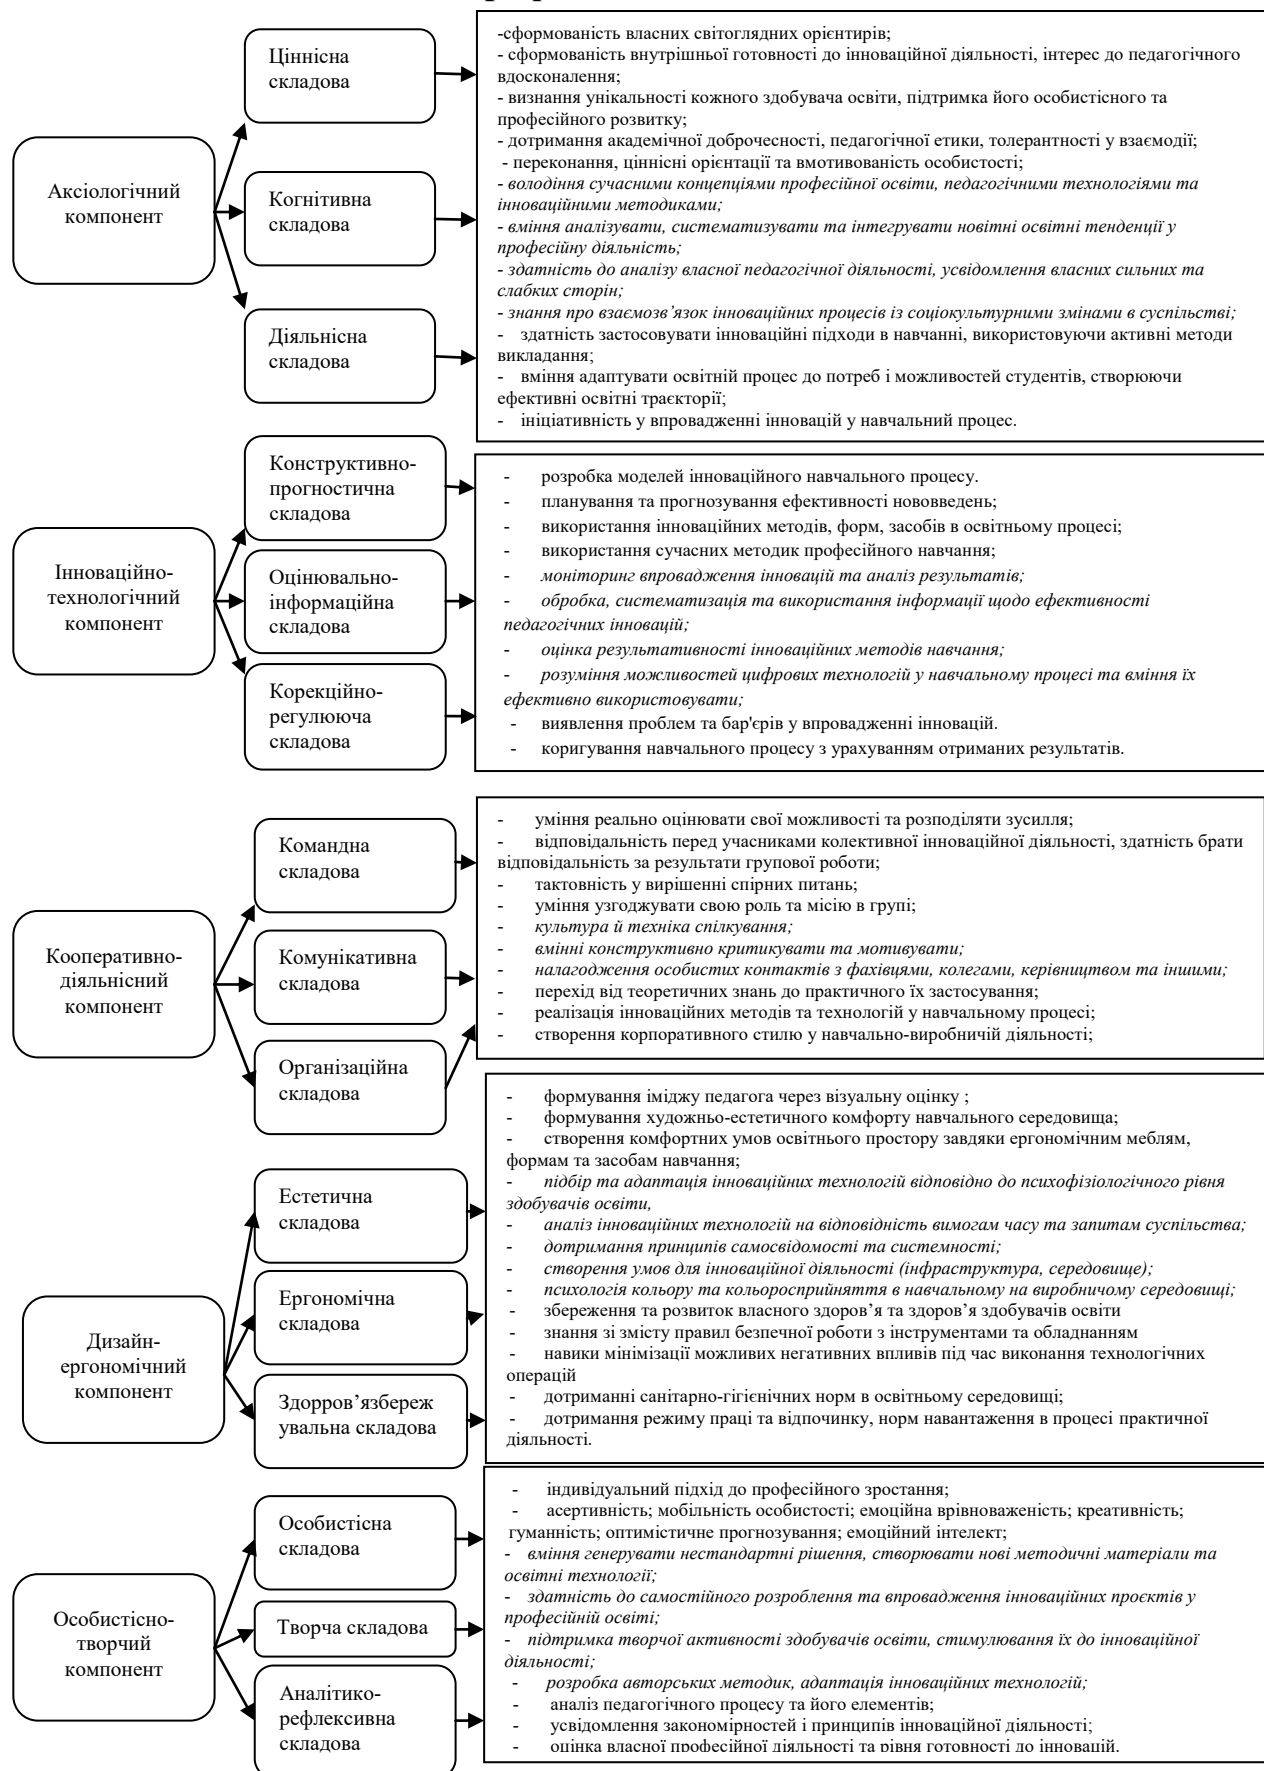 Аксіологічний
компонент
Ціннісна
складова
Когнітивна
складова
Діяльнісна
складова
-сформованість власних світоглядних орієнтирів;
- сформованість внутрішньої готовності до інноваційної діяльності, інтерес до педагогічного
вдосконалення;
- визнання унікальності кожного здобувача освіти, підтримка його особистісного та
професійного розвитку;
- дотримання академічної доброчесності, педагогічної етики, толерантності у взаємодії;
- переконання, ціннісні орієнтації та вмотивованість особистості;
- володіння сучасними концепціями професійної освіти, педагогічними технологіями та
інноваційними методиками;
- вміння аналізувати, систематизувати та інтегрувати новітні освітні тенденції у
професійну діяльність;
- здатність до аналізу власної педагогічної діяльності, усвідомлення власних сильних та
слабких сторін;
- знання про взаємозв'язок інноваційних процесів із соціокультурними змінами в суспільстві;
- здатність застосовувати інноваційні підходи в навчанні, використовуючи активні методи
викладання;
- вміння адаптувати освітній процес до потреб і можливостей студентів, створюючи
ефективні освітні траєкторії;
- ініціативність у впровадженні інновацій у навчальний процес.
Інноваційно-
технологічний
компонент
Конструктивно-
прогностична
складова
Оцінювально-
інформаційна
складова
Корекційно-
регулююча
складова
- розробка моделей інноваційного навчального процесу.
- планування та прогнозування ефективності нововведень;
- використання інноваційних методів, форм, засобів в освітньому процесі;
- використання сучасних методик професійного навчання;
- моніторинг впровадження інновацій та аналіз результатів;
- обробка, систематизація та використання інформації щодо ефективності
педагогічних інновацій;
- оцінка результативності інноваційних методів навчання;
- розуміння можливостей цифрових технологій у навчальному процесі та вміння їх
ефективно використовувати;
- виявлення проблем та бар'єрів у впровадженні інновацій.
- коригування навчального процесу з урахуванням отриманих результатів.
Кооперативно-
діяльнісний
компонент
Командна
складова
Комунікативна
складова
Організаційна
складова
- уміння реально оцінювати свої можливості та розподіляти зусилля;
- відповідальність перед учасниками колективної інноваційної діяльності, здатність брати
відповідальність за результати групової роботи;
- тактовність у вирішенні спірних питань;
- уміння узгоджувати свою роль та місію в групі;
- культура й техніка спілкування;
- вмінні конструктивно критикувати та мотивувати;
- налагодження особистих контактів з фахівцями, колегами, керівництвом та іншими;
- перехід від теоретичних знань до практичного їх застосування;
- реалізація інноваційних методів та технологій у навчальному процесі;
- створення корпоративного стилю у навчально-виробничій діяльності;
Дизайн-
ергономічний
компонент
Естетична
складова
Ергономічна
складова
Здорров'язбереж
увальна складова
- формування іміджу педагога через візуальну оцінку ;
- формування художньо-естетичного комфорту навчального середовища;
- створення комфортних умов освітнього простору завдяки ергономічним меблям,
формам та засобам навчання;
- підбір та адаптація інноваційних технологій відповідно до психофізіологічного рівня
здобувачів освіти,
- аналіз інноваційних технологій на відповідність вимогам часу та запитам суспільства;
- дотримання принципів самосвідомості та системності;
- створення умов для інноваційної діяльності (інфраструктура, середовище);
- психологія кольору та кольоросприйняття в навчальному на виробничому середовищі;
- збереження та розвиток власного здоров'я та здоров'я здобувачів освіти
- знання зі змісту правил безпечної роботи з інструментами та обладнанням
- навики мінімізації можливих негативних впливів під час виконання технологічних
операцій
- дотриманні санітарно-гігієнічних норм в освітньому середовищі;
- дотримання режиму праці та відпочинку, норм навантаження в процесі практичної
діяльності.
Особистісно-
творчий
компонент
Особистісна
складова
Творча складова
Аналітико-
рефлексивна
складова
- індивідуальний підхід до професійного зростання;
- асертивність; мобільність особистості; емоційна врівноваженість; креативність;
гуманність; оптимістичне прогнозування; емоційний інтелект;
- вміння генерувати нестандартні рішення, створювати нові методичні матеріали та
освітні технології;
- здатність до самостійного розроблення та впровадження інноваційних проєктів у
професійній освіті;
- підтримка творчої активності здобувачів освіти, стимулювання їх до інноваційної
діяльності;
- розробка авторських методик, адаптація інноваційних технологій;
- аналіз педагогічного процесу та його елементів;
- усвідомлення закономірностей і принципів інноваційної діяльності;
- оцінка власної професійної діяльності та рівня готовності до інновацій.